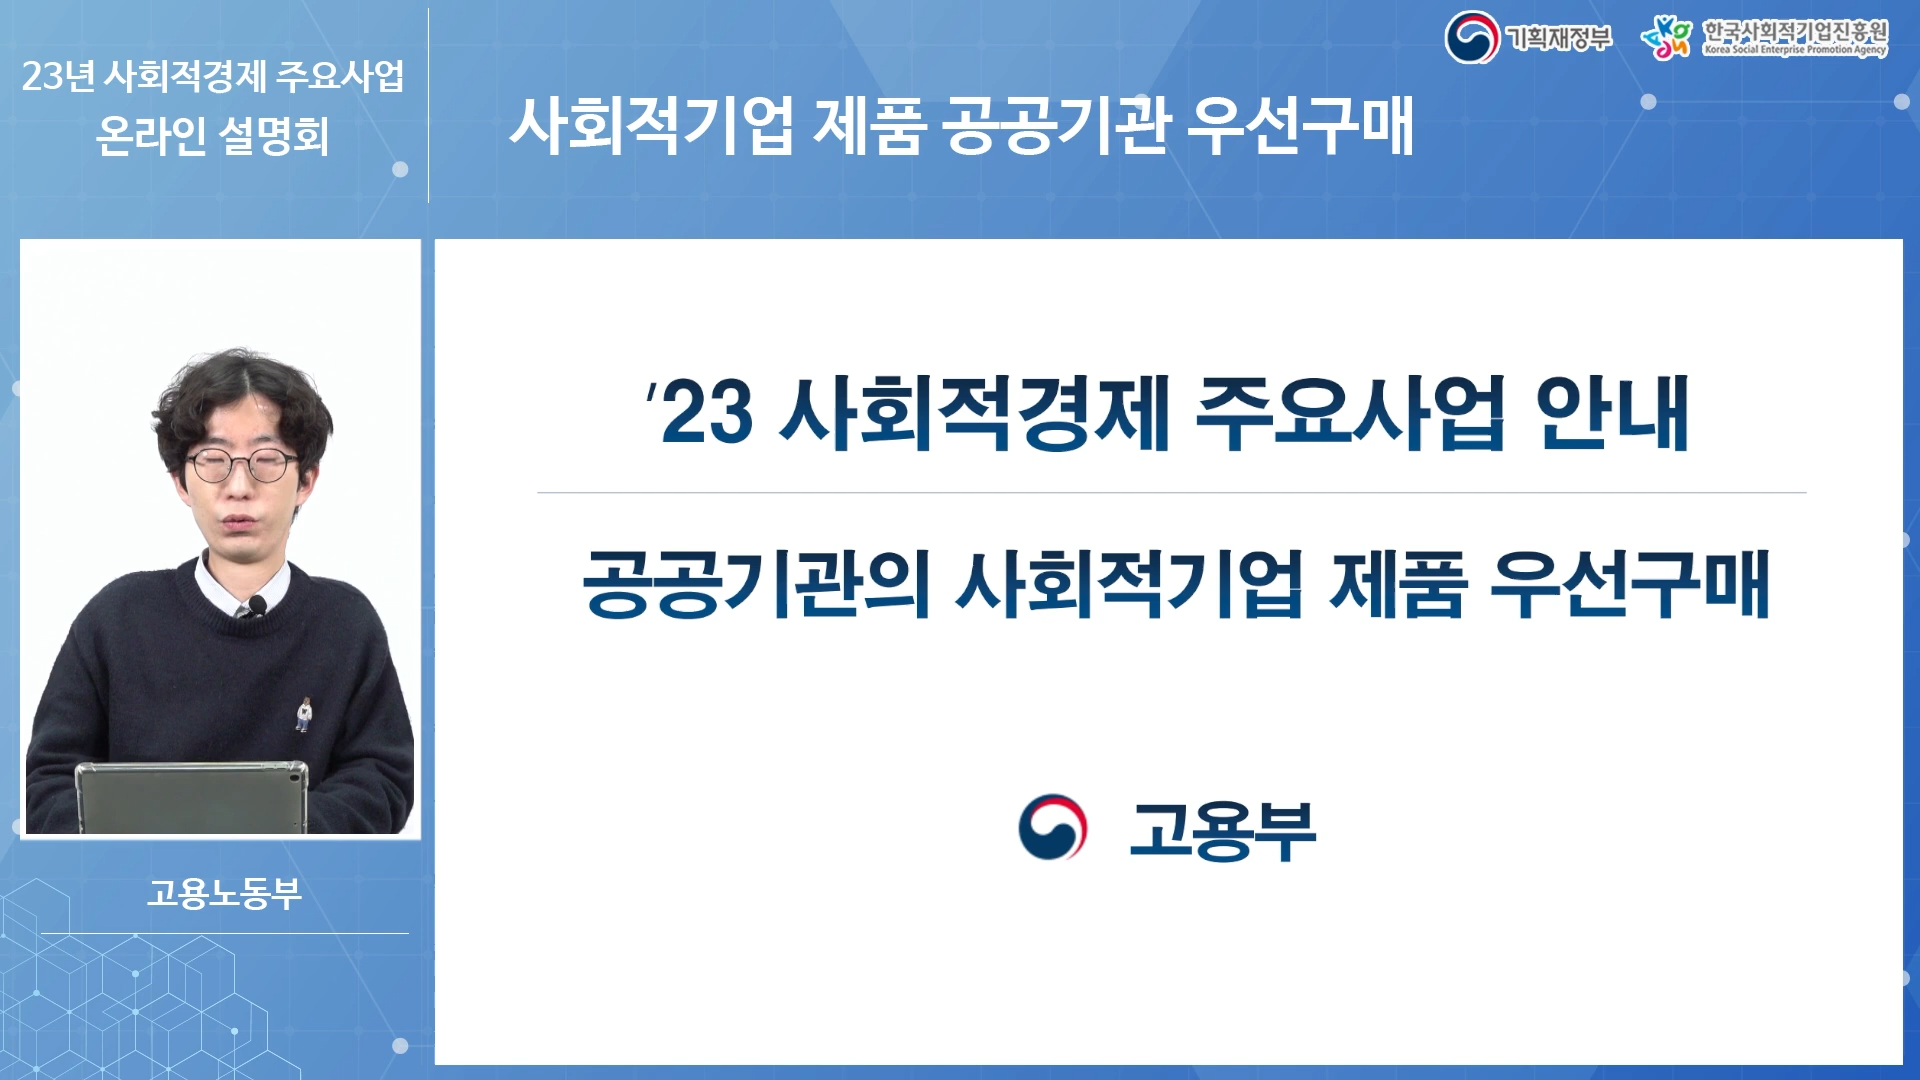 23년 사회적경제 주요사업
온라인 설명회
사회적기업 제품 공공기관 우선구매
기획재정부
한국사회적기업진흥원
Korea Social Enterprise Promotion Agency
'23 사회적경제 주요사업 안내
공공기관의 사회적기업 제품 우선구매
고용부
고용노동부